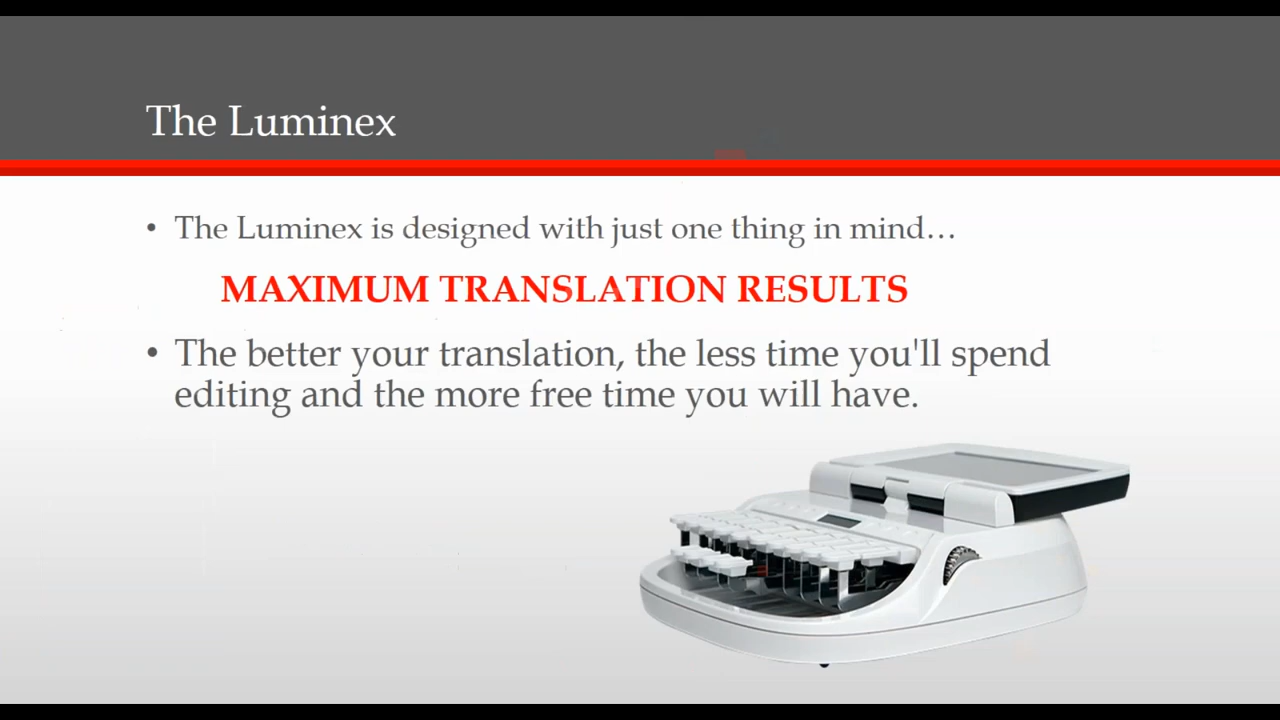 The Luminex
• The Luminex is designed with just one thing in mind…
MAXIMUM TRANSLATION RESULTS
• The better your translation, the less time you'll spend
editing and the more free time you will have.